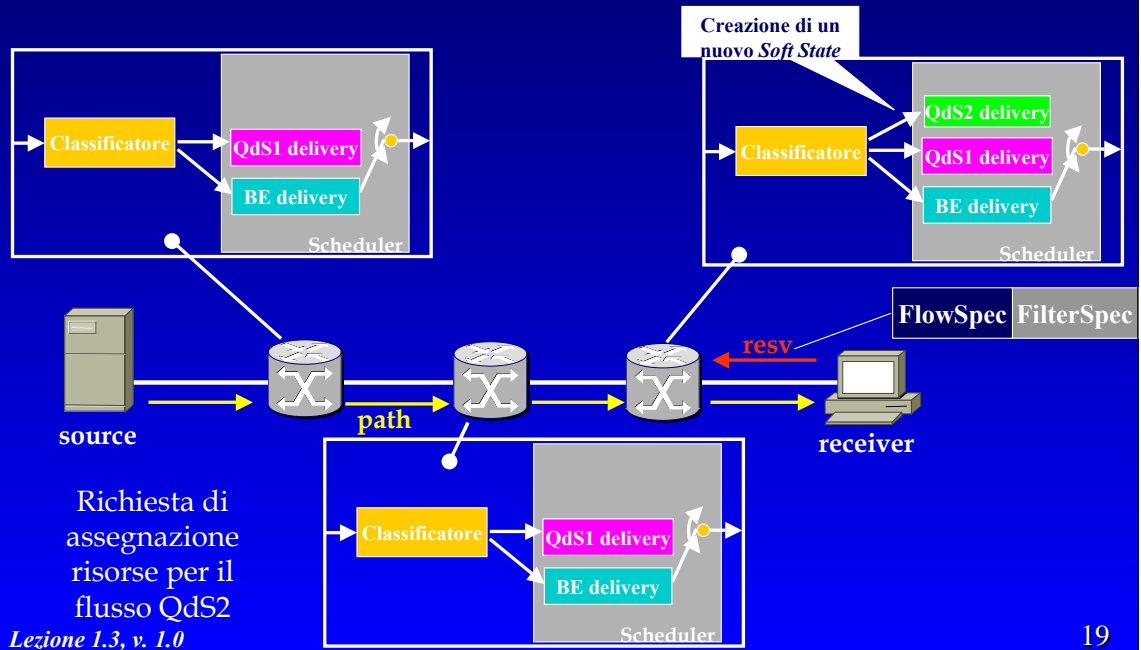 Creazione di un
nuovo Soft State
Classificatore
QdS1 delivery
BE delivery
Scheduler
Classificatore
QdS2 delivery
QdS1 delivery
BE delivery
Scheduler
FlowSpec FilterSpec
resv
path
source
receiver
Classificatore
QdS1 delivery
BE delivery
Scheduler
Richiesta di
assegnazione
risorse per il
flusso QdS2
Lezione 1.3, v. 1.0
19